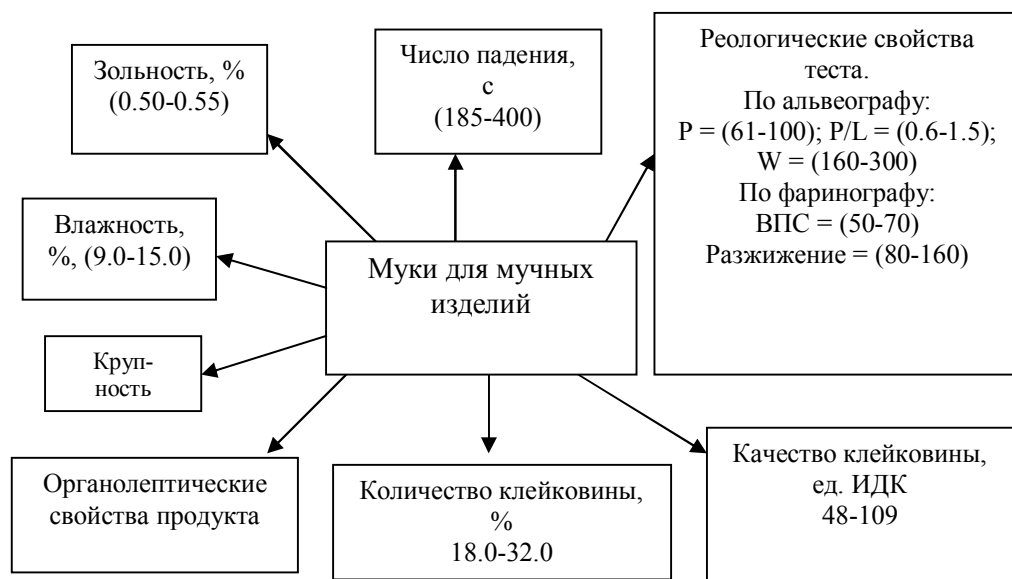 Зольность, %
(0.50-0.55)
Число падения,
с
(185-400)
Реологические свойства
теста.
По альвеографу:
P = (61-100); P/L = (0.6-1.5);
W = (160-300)
По фаринографу:
ВПС = (50-70)
Разжижение = (80-160)
Влажность,
%, (9.0-15.0)
Муки для мучных
изделий
Круп-
ность
Органолептические
свойства продукта
Количество клейковины,
%
18.0-32.0
Качество клейковины,
ед. ИДК
48-109